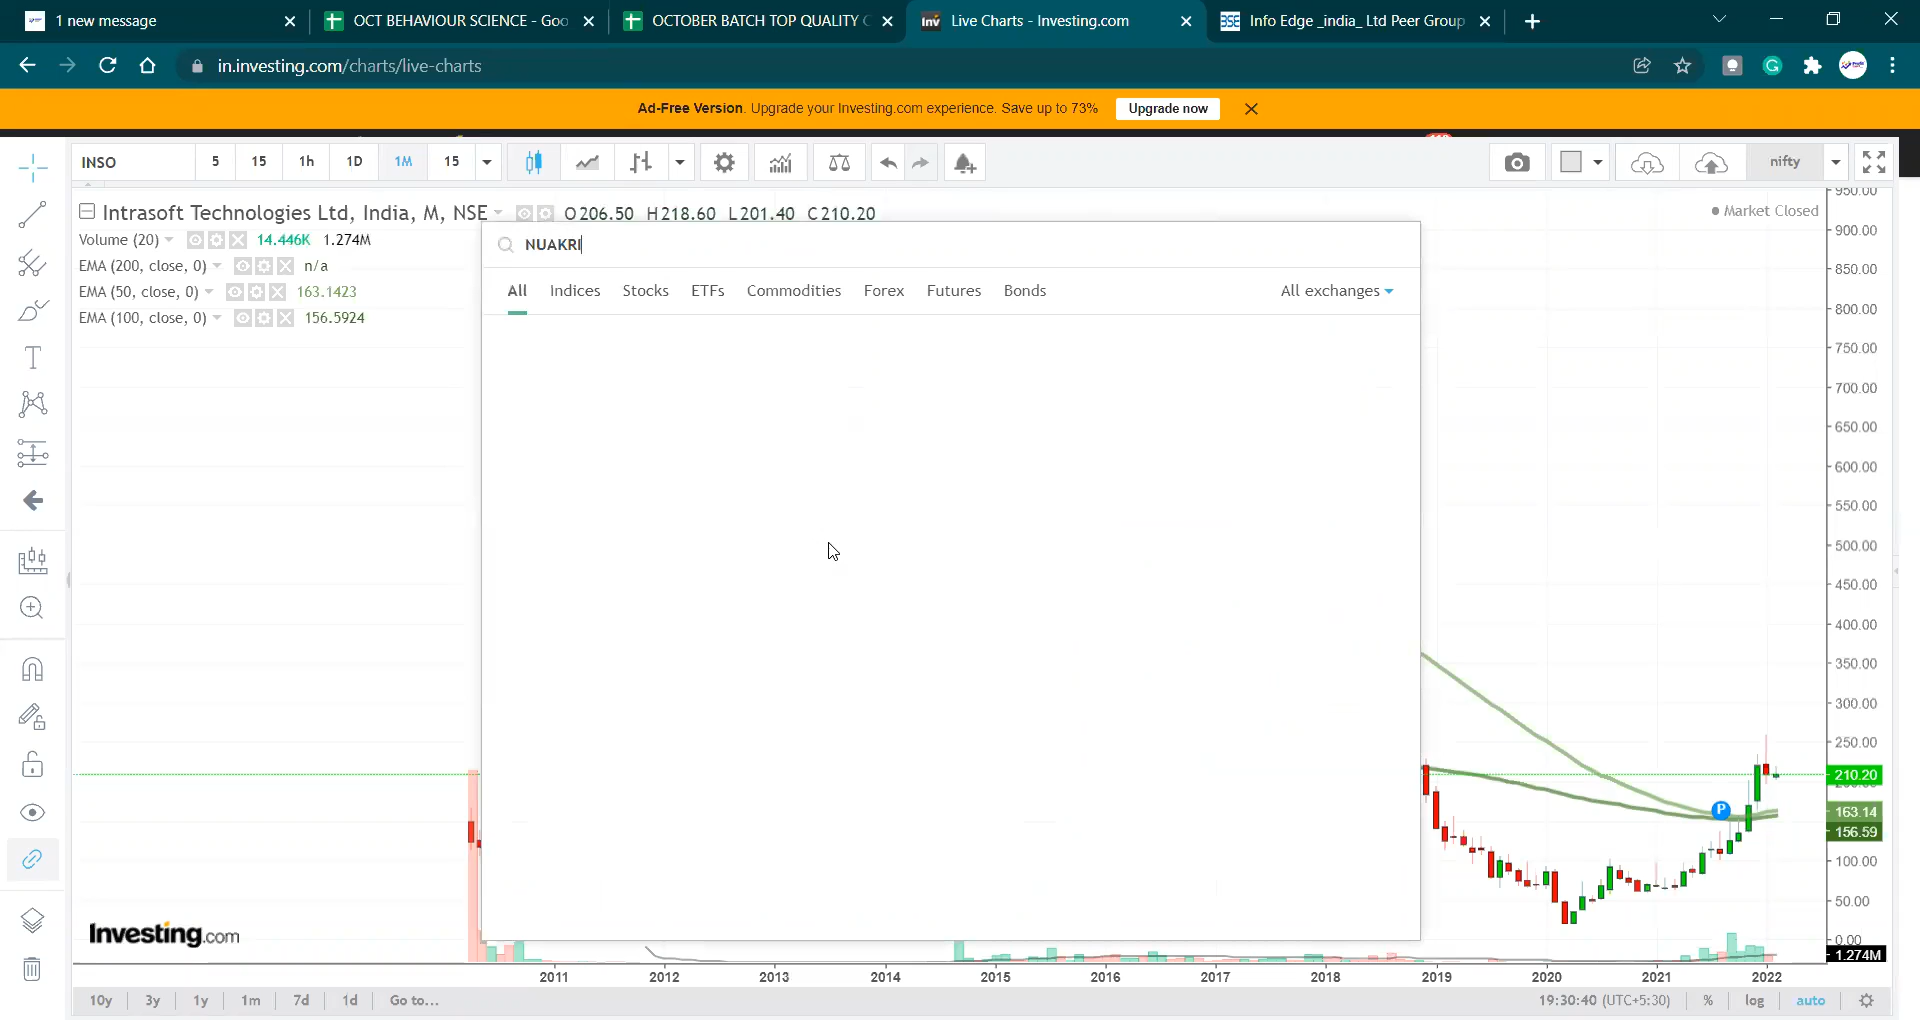 1 new message
OCT BEHAVIOUR SCIENCE - Goo
OCTOBER BATCH TOP QUALITY C
Live Charts - Investing.com
Info Edge _india_ Ltd Peer Group
in.investing.com/charts/live-charts
Ad-Free Version. Upgrade your Investing.com experience. Save up to 73% Upgrade now
INSO 5 15 1h 1D 1M 15 nifty
Intrasoft Technologies Ltd, India, M, NSE O206.50 H218.60 L201.40 C210.20
Market Closed
Volume (20) 14.446K 1.274M
EMA (200, close, 0) n/a
EMA (50, close, 0) 163.1423
EMA (100, close, 0) 156.5924
NUAKRI
All Indices Stocks ETFs Commodities Forex Futures Bonds All exchanges
950.00
900.00
850.00
800.00
750.00
700.00
650.00
600.00
550.00
500.00
450.00
400.00
350.00
300.00
250.00
210.20
163.14
156.59
100.00
50.00
0.00
1.274M
P
Investing.com
2011 2012 2013 2014 2015 2016 2017 2018 2019 2020 2021 2022
10y 3y 1y 1m 7d 1d Go to... 19:30:40 (UTC+5:30) % log auto